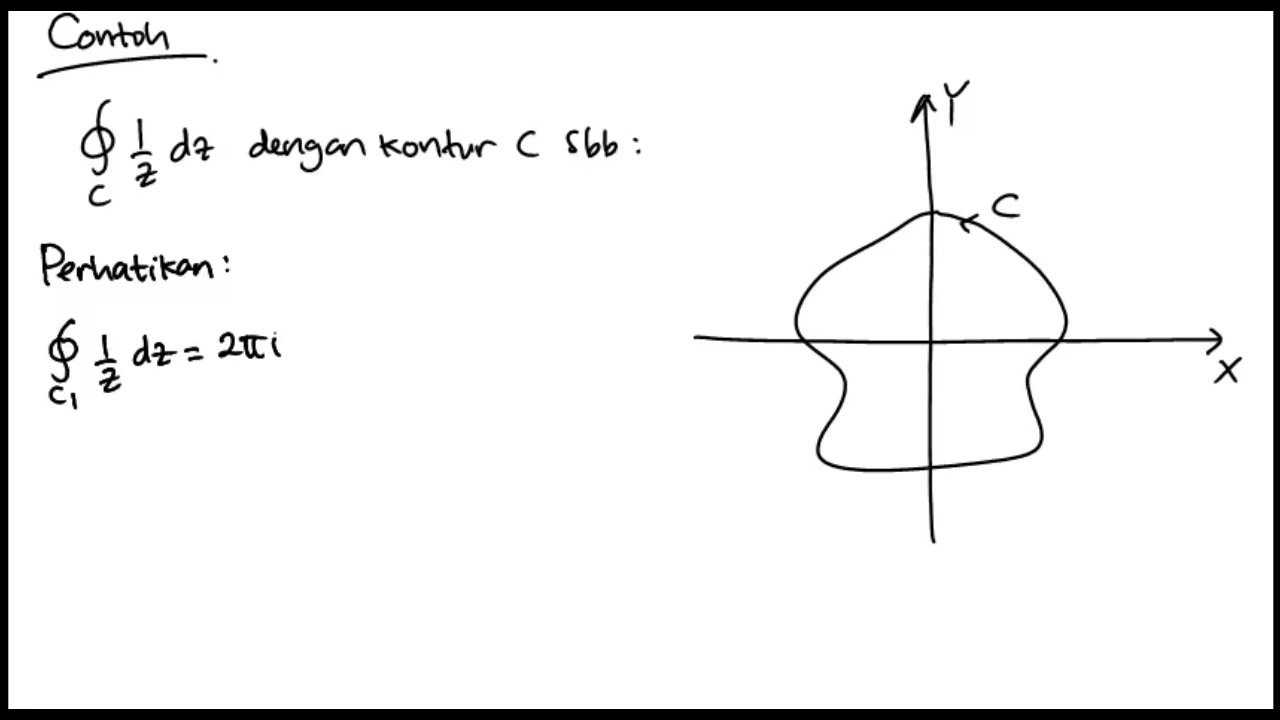 Contoh.
∮_C 1/z dz dengan kontur C sbb :
Perhatikan :
∮_C₁ 1/z dz = 2πi
Y
C
X